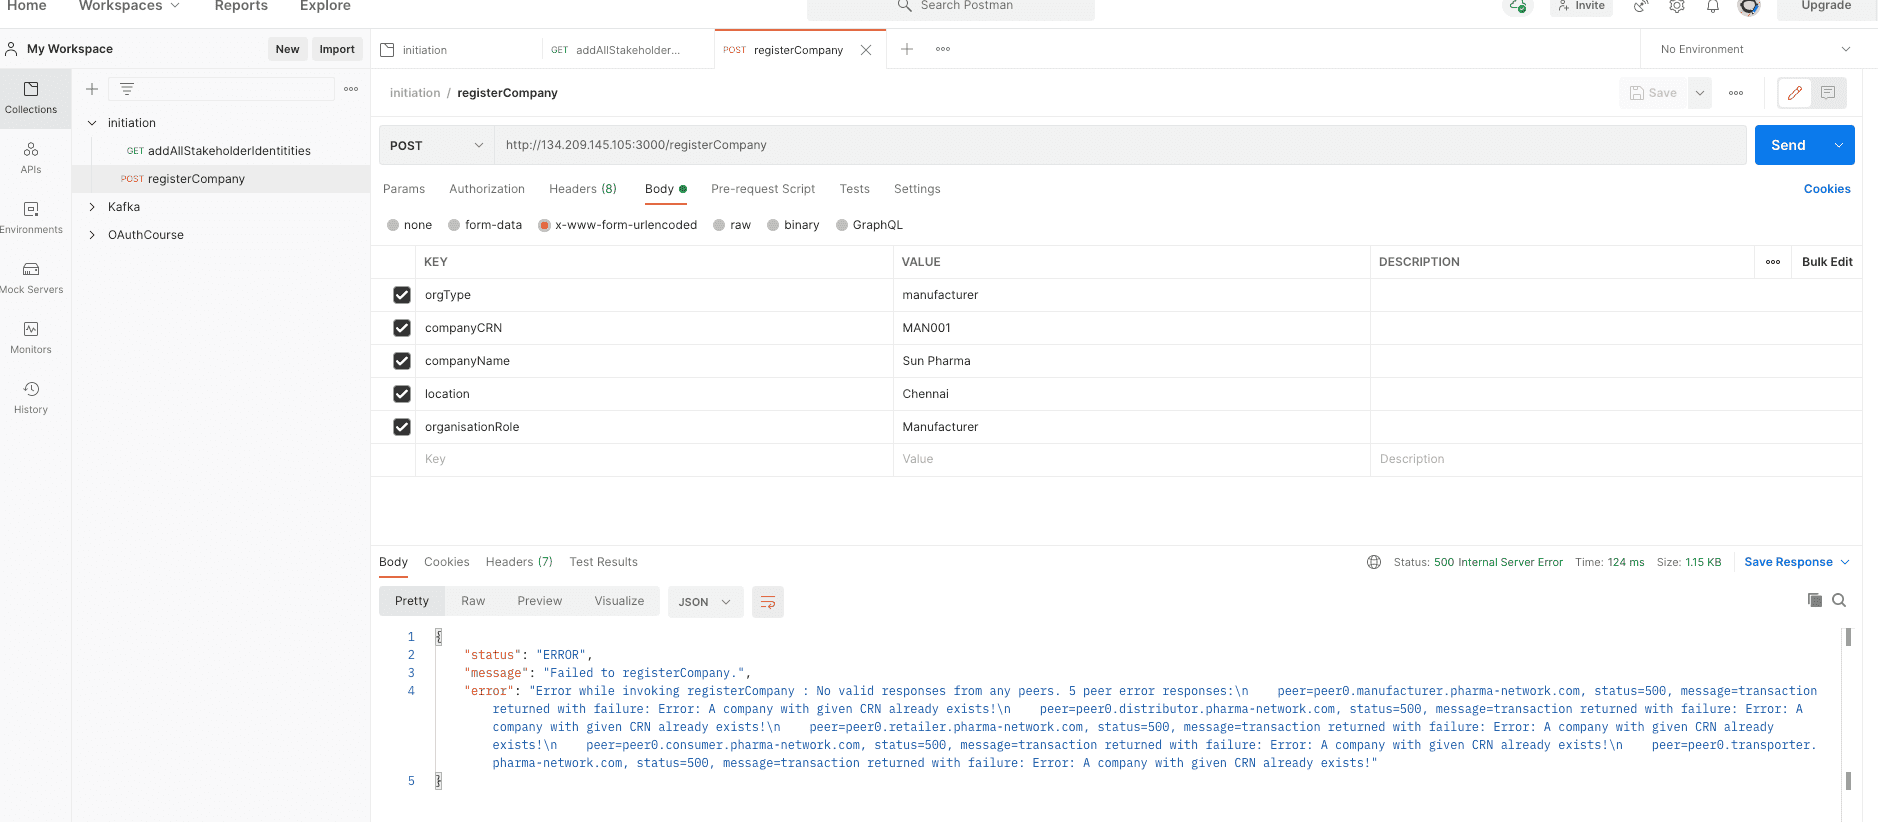 Home Workspaces Reports Explore Search Postman Invite Upgrade
My Workspace New Import initiation GET addAllStakeholder... POST registerCompany No Environment
Collections
initiation / registerCompany Save
initiation
GET addAllStakeholderIdentitities
POST registerCompany
Kafka
OAuthCourse
APIs
Environments
Mock Servers
Monitors
History
POST http://134.209.145.105:3000/registerCompany Send
Params Authorization Headers (8) Body Pre-request Script Tests Settings Cookies
none form-data x-www-form-urlencoded raw binary GraphQL
KEY VALUE DESCRIPTION Bulk Edit
orgType manufacturer
companyCRN MAN001
companyName Sun Pharma
location Chennai
organisationRole Manufacturer
Key Value Description
Body Cookies Headers (7) Test Results Status: 500 Internal Server Error Time: 124 ms Size: 1.15 KB Save Response
Pretty Raw Preview Visualize JSON
1 {
2 "status": "ERROR",
3 "message": "Failed to registerCompany.",
4 "error": "Error while invoking registerCompany : No valid responses from any peers. 5 peer error responses:\n    peer=peer0.manufacturer.pharma-network.com, status=500, message=transaction
returned with failure: Error: A company with given CRN already exists!\n    peer=peer0.distributor.pharma-network.com, status=500, message=transaction returned with failure: Error: A
company with given CRN already exists!\n    peer=peer0.retailer.pharma-network.com, status=500, message=transaction returned with failure: Error: A company with given CRN already
exists!\n    peer=peer0.consumer.pharma-network.com, status=500, message=transaction returned with failure: Error: A company with given CRN already exists!\n    peer=peer0.transporter.
pharma-network.com, status=500, message=transaction returned with failure: Error: A company with given CRN already exists!"
5 }